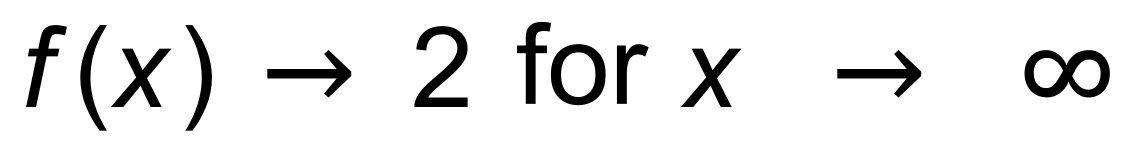 f(x) → 2 for x → ∞